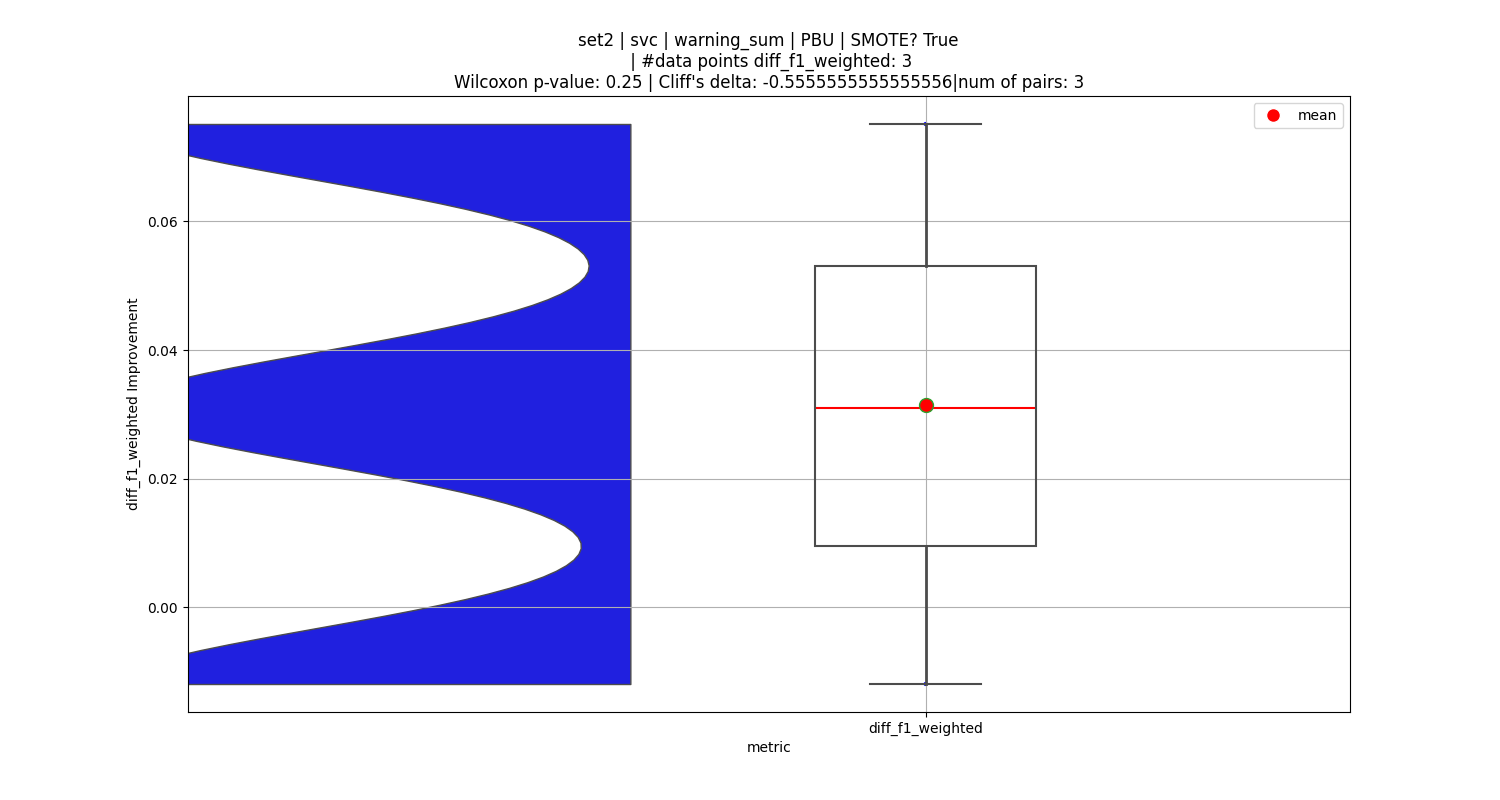 set2 | svc | warning_sum | PBU | SMOTE? True
| #data points diff_f1_weighted: 3
Wilcoxon p-value: 0.25 | Cliff's delta: -0.5555555555555556|num of pairs: 3
mean
0.06
0.04
0.02
0.00
diff_f1_weighted Improvement
diff_f1_weighted
metric